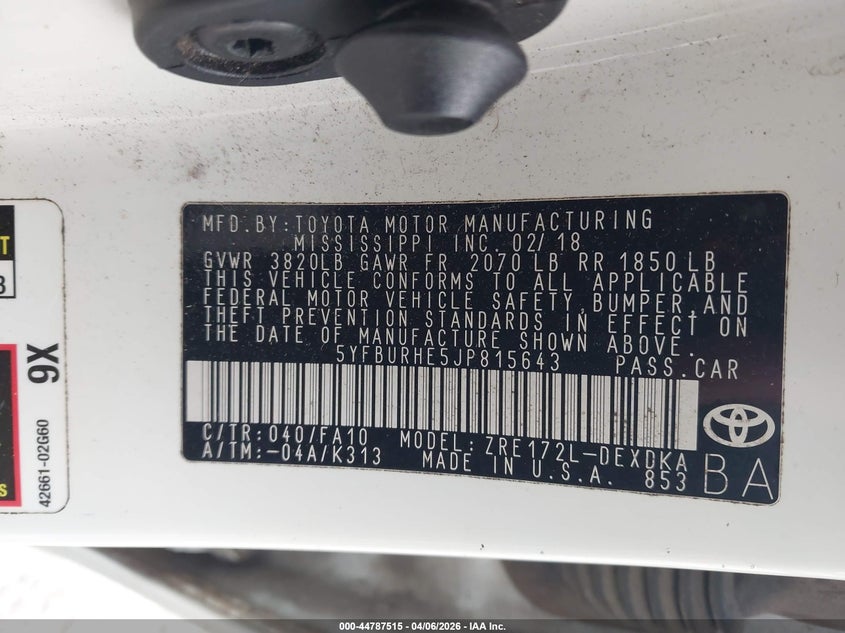 MFD.BY:TOYOTA MOTOR MANUFACTURING
MISSISSIPPI INC. 02/18
GVWR 3820LB GAWR FR 2070 LB RR 1850 LB
THIS VEHICLE CONFORMS TO ALL APPLICABLE
FEDERAL MOTOR VEHICLE SAFETY, BUMPER, AND
THEFT PREVENTION STANDARDS IN EFFECT ON
THE DATE OF MANUFACTURE SHOWN ABOVE.
5YFBURHE5JP815643 PASS.CAR
C/TR:040/FA10 MODEL:ZRE172L-DEXDKA
A/TM:-04A/K313 MADE IN U.S.A. 853
BA
9X
42661-02G60
000-44787515 - 04/06/2026 - IAA Inc.